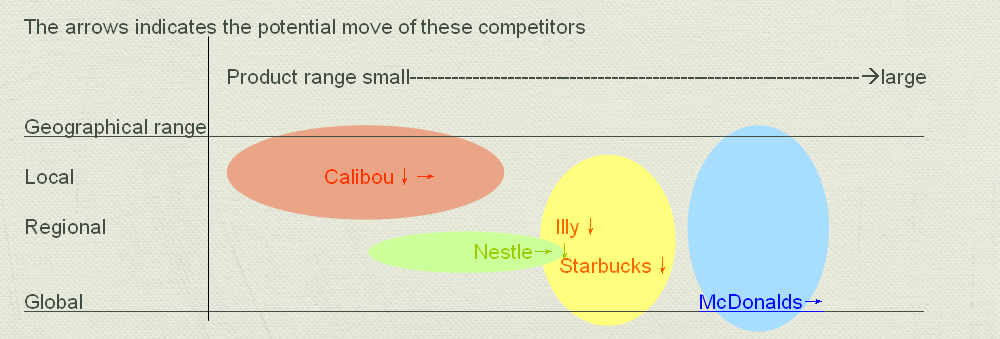 The arrows indicates the potential move of these competitors
Product range small--------------------------------------------------------------→large
Geographical range
Local
Calibou ↓ →
Regional
Illy ↓
Nestle→ ↓
Starbucks ↓
Global
McDonalds→